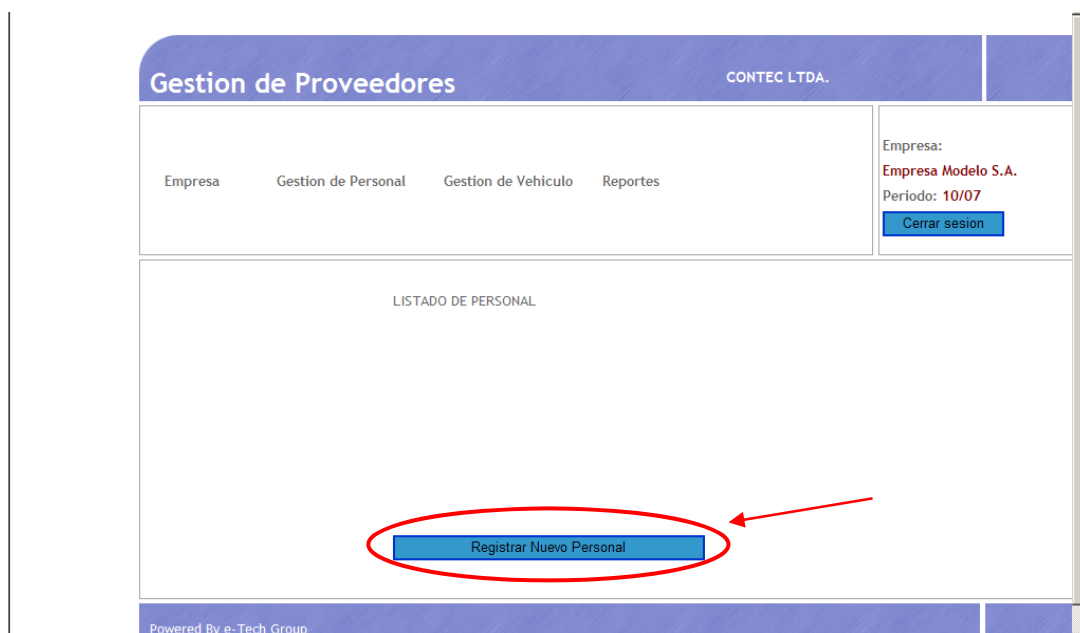 Gestion de Proveedores
CONTEC LTDA.
Empresa Gestion de Personal Gestion de Vehiculo Reportes
Empresa:
Empresa Modelo S.A.
Periodo: 10/07
Cerrar sesion
LISTADO DE PERSONAL
Registrar Nuevo Personal
Powered By e-Tech Group